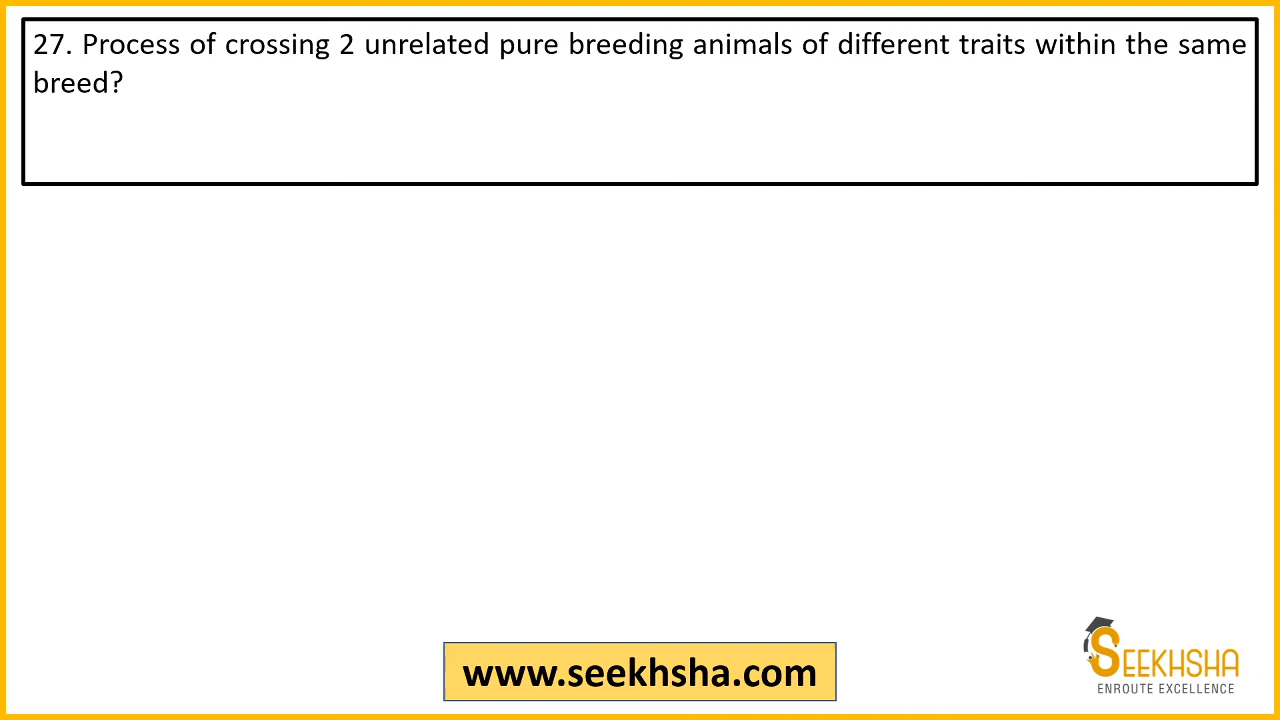 27. Process of crossing 2 unrelated pure breeding animals of different traits within the same
breed?
www.seekhsha.com
SEEKHSHA
ENROUTE EXCELLENCE